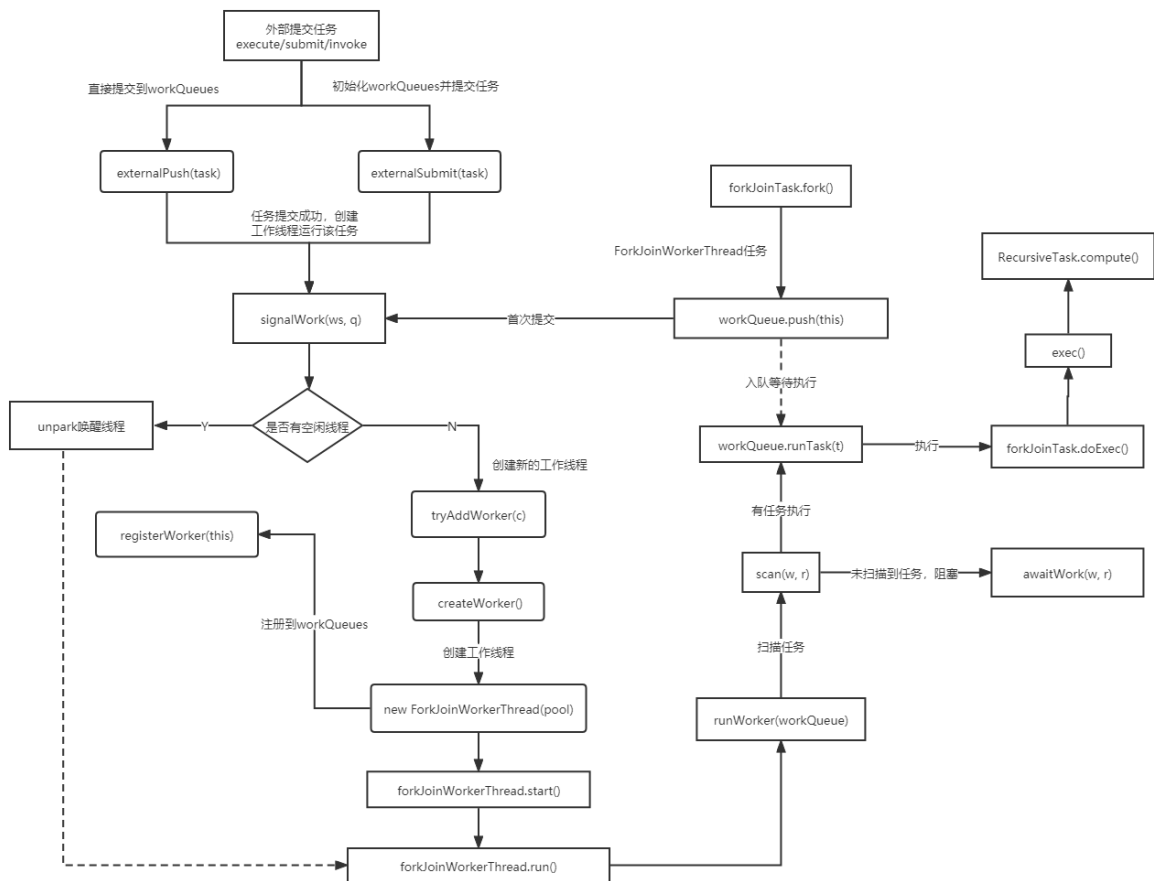 外部提交任务
execute/submit/invoke
直接提交到workQueues
初始化workQueues并提交任务
externalPush(task)
externalSubmit(task)
任务提交成功，创建
工作线程运行该任务
signalWork(ws, q)
是否有空闲线程
Y
unpark唤醒线程
N
创建新的工作线程
tryAddWorker(c)
createWorker()
创建工作线程
new ForkJoinWorkerThread(pool)
注册到workQueues
registerWorker(this)
forkJoinWorkerThread.start()
forkJoinWorkerThread.run()
forkJoinTask.fork()
ForkJoinWorkerThread任务
workQueue.push(this)
首次提交
入队等待执行
workQueue.runTask(t)
执行
forkJoinTask.doExec()
exec()
RecursiveTask.compute()
有任务执行
scan(w, r)
未扫描到任务，阻塞
awaitWork(w, r)
扫描任务
runWorker(workQueue)